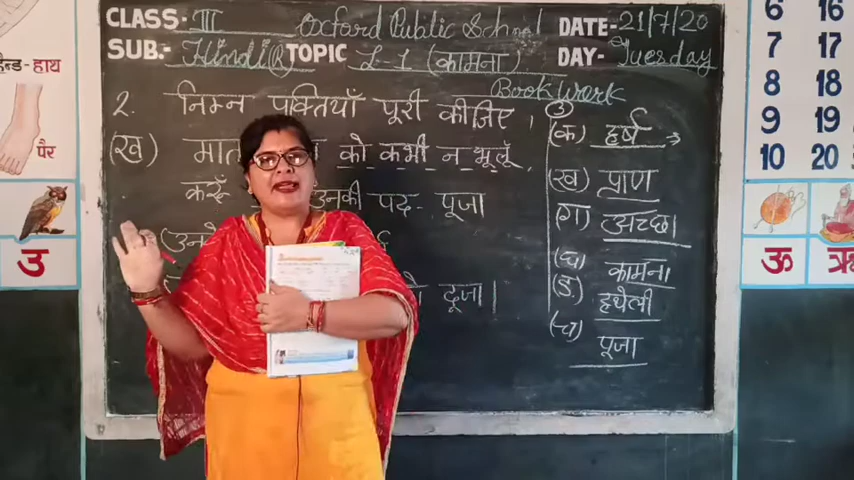 CLASS- III Oxford Public School DATE- 21/7/20
SUB.- Hindi (R) TOPIC L-1 (कामना) DAY- Tuesday
Book Work
2. निम्न पंक्तियाँ पूरी कीजिए।
(ख) को कभी न भूलूँ,
करूँ उनकी पद-पूजा
दूजा।
(क) हर्ष →
(ख) प्राण
(ग) अच्छा
(घ) कामना
(ङ) हथेली
(च) पूजा
हैन्ड- हाथ
पैर
उ
ऊ
ऋ
6 16
7 17
8 18
9 19
10 20